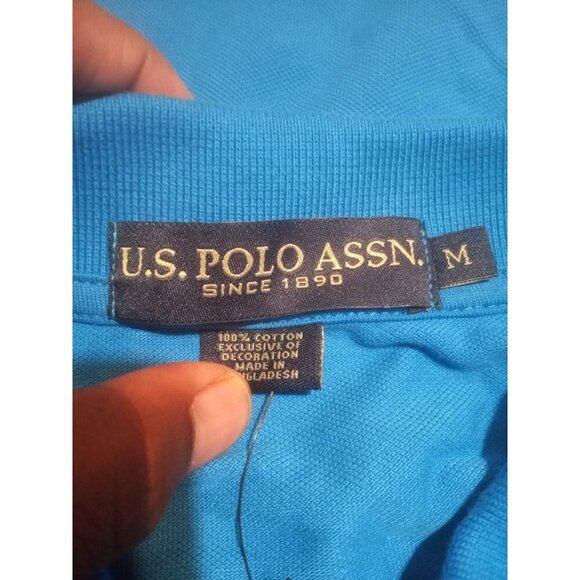 U.S. POLO ASSN.
SINCE 1890
M
100% COTTON
EXCLUSIVE OF
DECORATION
MADE IN